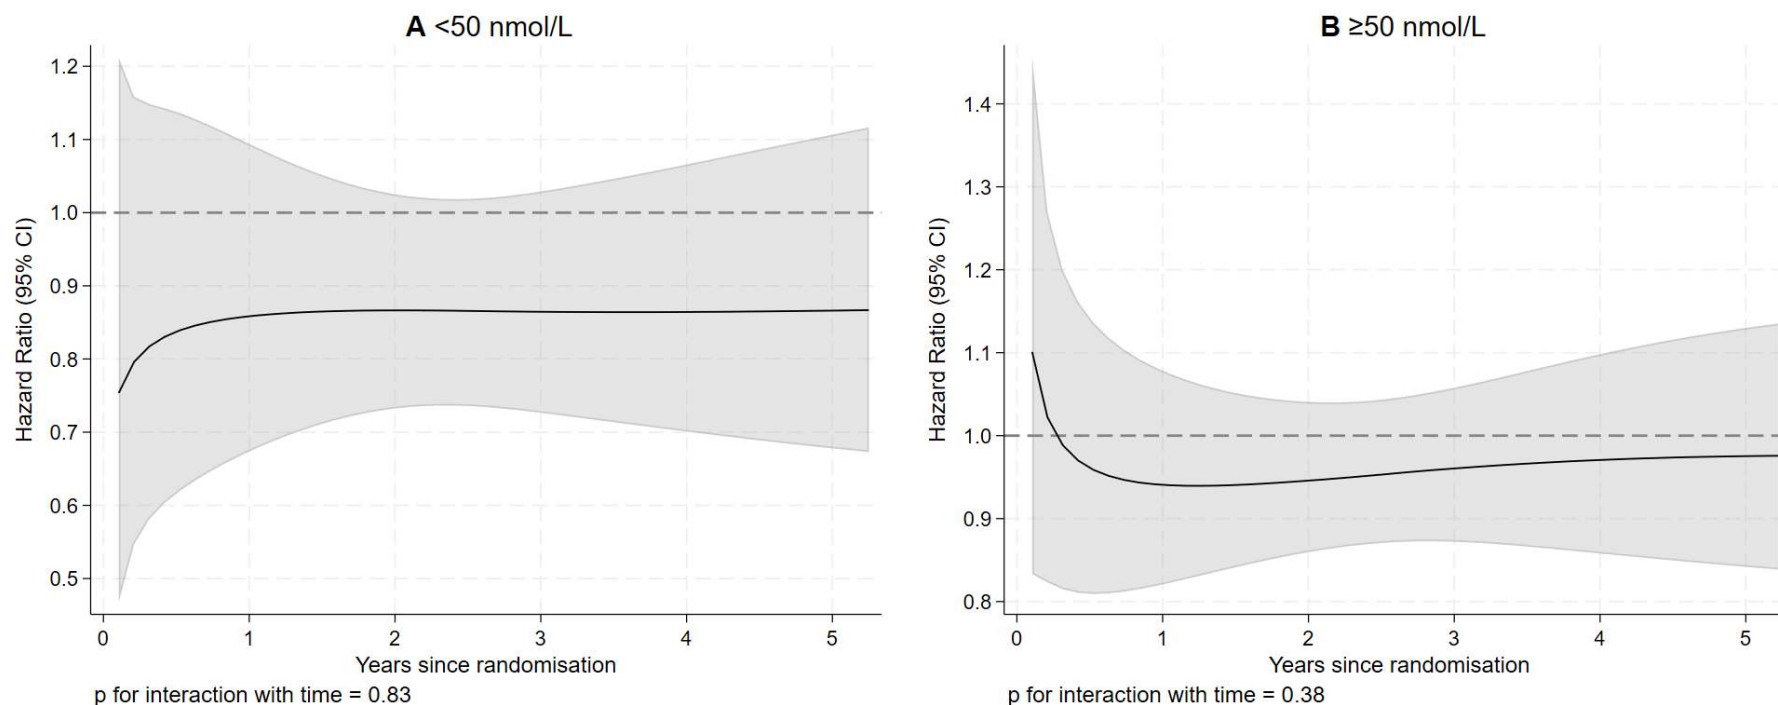 A <50 nmol/L
1.2
1.1
1.0
0.9
0.8
0.7
0.6
0.5
Hazard Ratio (95% CI)
0 1 2 3 4 5
Years since randomisation
p for interaction with time = 0.83
B ≥50 nmol/L
1.4
1.3
1.2
1.1
1.0
0.9
0.8
Hazard Ratio (95% CI)
0 1 2 3 4 5
Years since randomisation
p for interaction with time = 0.38